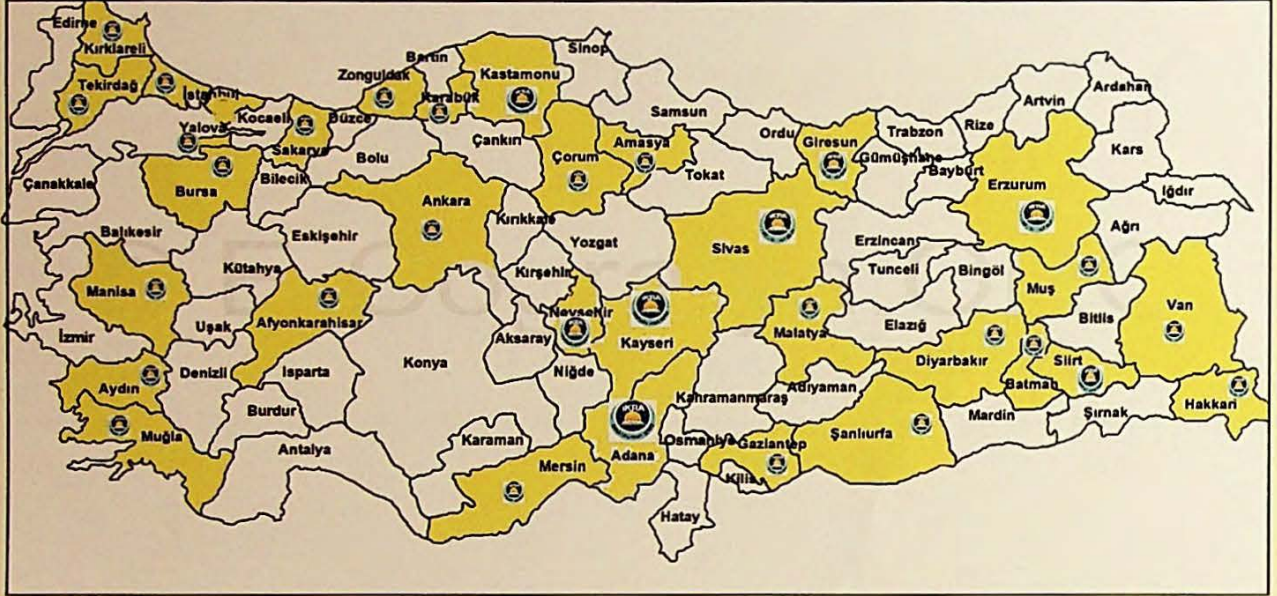 Edirne
Kırklareli
Tekirdağ
İstanbul
Yalova
Kocaeli
Sakarya
Düzce
Zonguldak
Bartın
Karabük
Kastamonu
Sinop
Samsun
Ordu
Giresun
Trabzon
Rize
Artvin
Ardahan
Kars
Iğdır
Çanakkale
Bursa
Bilecik
Bolu
Çankırı
Çorum
Amasya
Tokat
Gümüşhane
Bayburt
Erzurum
Ağrı
Balıkesir
Kütahya
Eskişehir
Ankara
Kırıkkale
Yozgat
Sivas
Erzincan
Tunceli
Bingöl
Muş
Bitlis
Van
Manisa
Uşak
Afyonkarahisar
Kırşehir
Nevşehir
Kayseri
IKRA
Malatya
Elazığ
Diyarbakır
Batman
Siirt
Hakkari
İzmir
Aydın
Denizli
Isparta
Konya
Aksaray
Niğde
Kahramanmaraş
Adıyaman
Mardin
Şırnak
Muğla
Burdur
Antalya
Karaman
Mersin
IKRA
Adana
Osmaniye
Gaziantep
Şanlıurfa
Kilis
Hatay